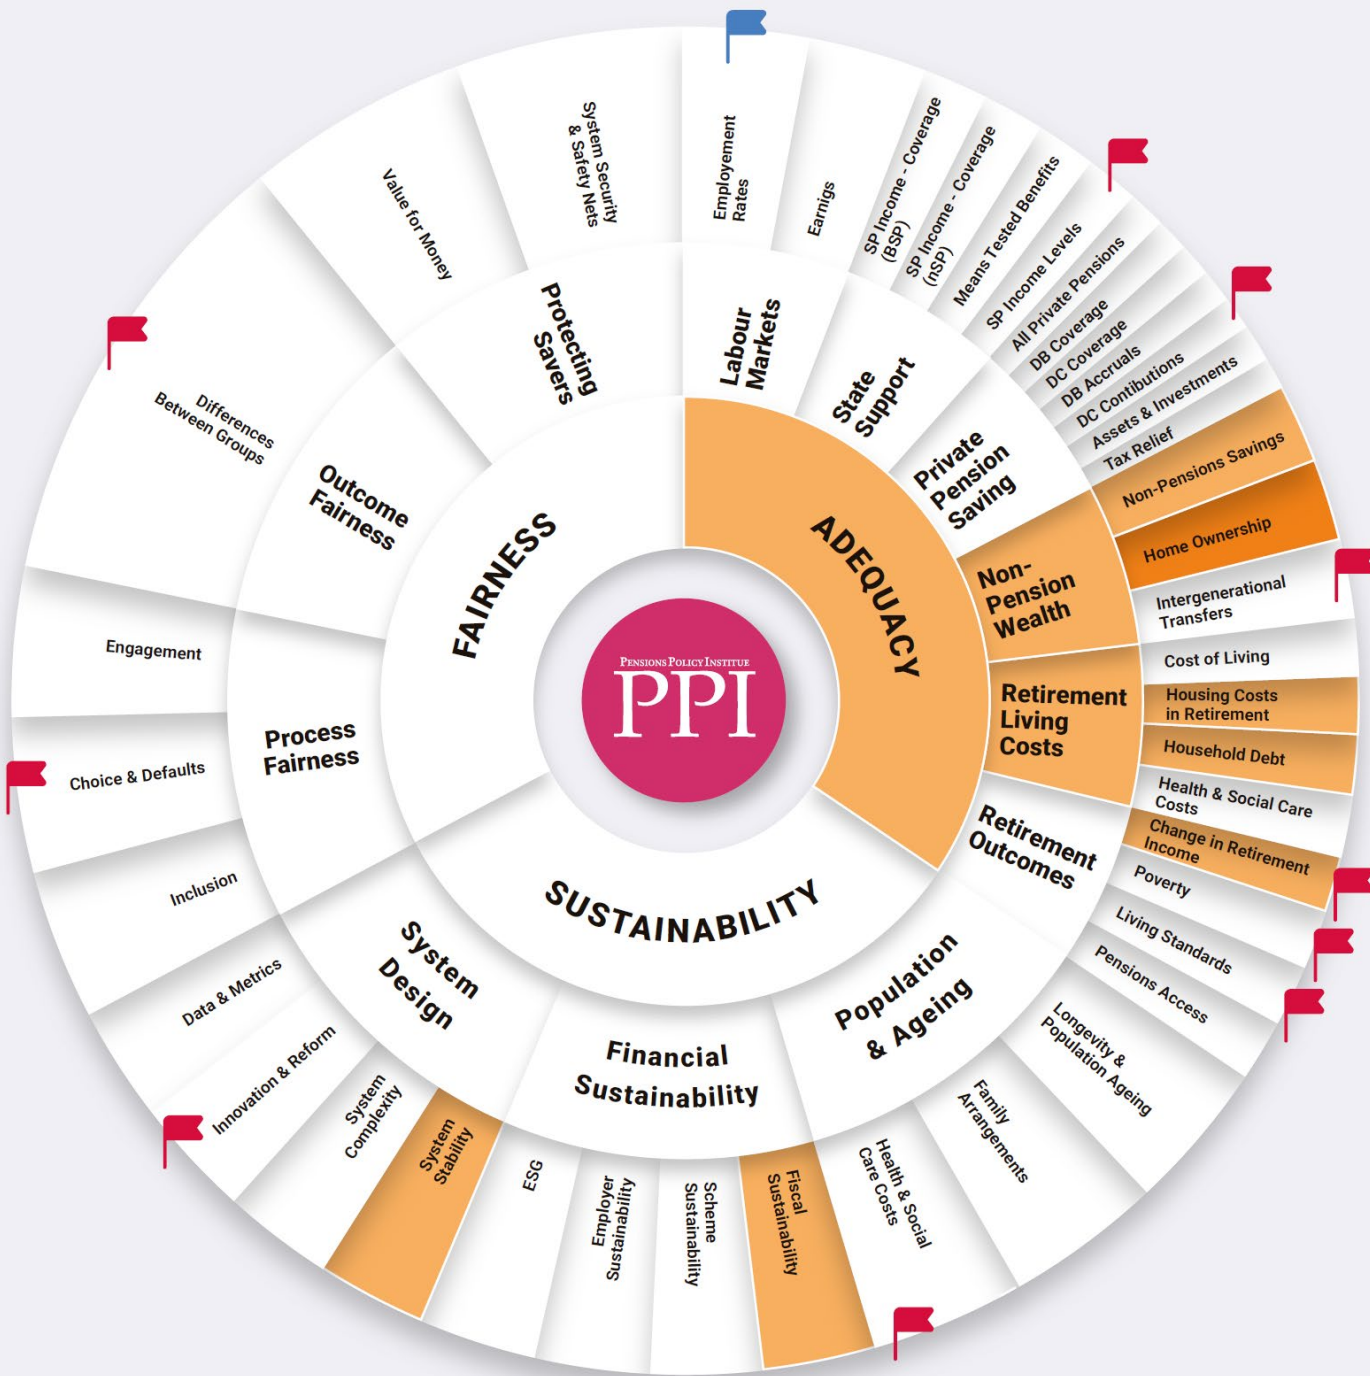 PENSIONS POLICY INSTITUE
PPI
ADEQUACY
SUSTAINABILITY
FAIRNESS
Labour
Markets
State
Support
Private
Pension
Saving
Non-
Pension
Wealth
Retirement
Living
Costs
Retirement
Outcomes
Population
& Ageing
Financial
Sustainability
System
Design
Process
Fairness
Outcome
Fairness
Protecting
Savers
Employement
Rates
Earnigs
SP Income - Coverage
(BSP)
SP Income - Coverage
(nSP)
Means Tested Benefits
SP Income Levels
All Private Pensions
DB Coverage
DC Coverage
DB Accruals
DC Contibutions
Assets & Investments
Tax Relief
Non-Pensions Savings
Home Ownership
Intergenerational
Transfers
Cost of Living
Housing Costs
in Retirement
Household Debt
Health & Social Care
Costs
Change in Retirement
Income
Poverty
Living Standards
Pensions Access
Longevity &
Population Ageing
Family
Arrangements
Health & Social
Care Costs
Fiscal
Sustainability
Scheme
Sustainability
Employer
Sustainability
ESG
System
Stability
System
Complexity
Innovation & Reform
Data & Metrics
Inclusion
Choice & Defaults
Engagement
Differences
Between Groups
Value for Money
System Security
& Safety Nets